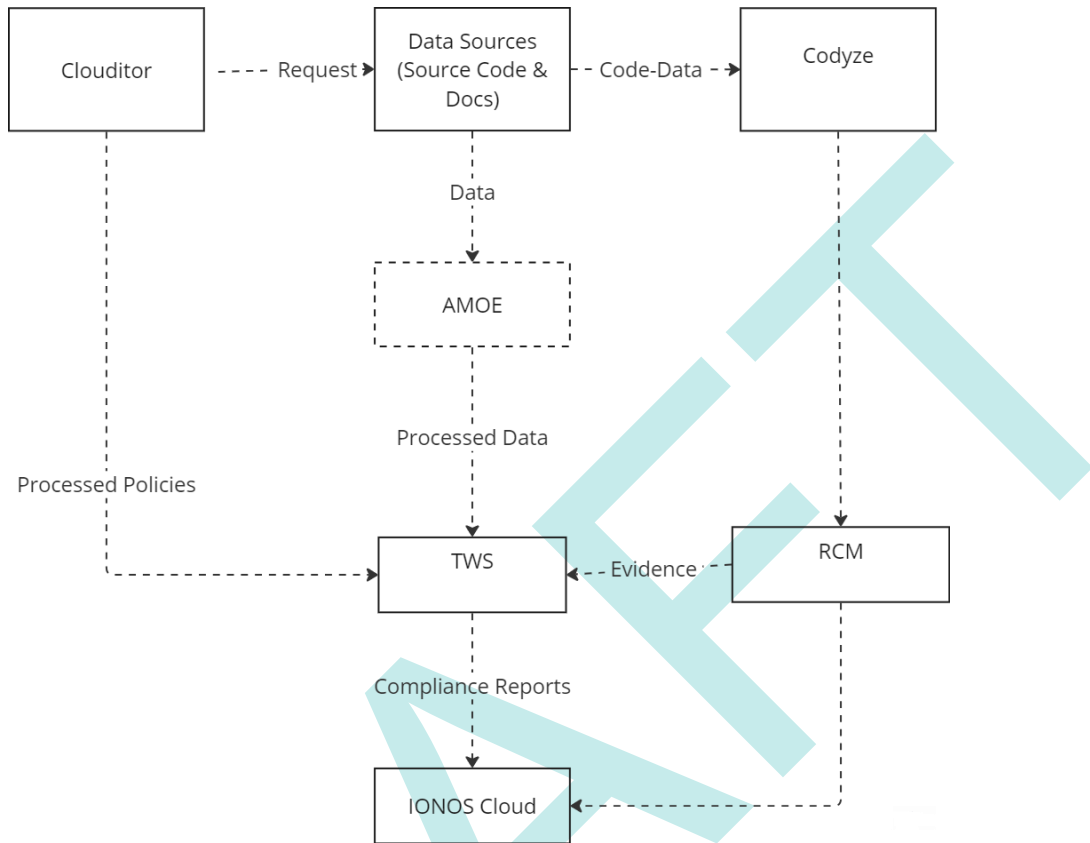 Clouditor
Request
Data Sources
(Source Code &
Docs)
Code-Data
Codyze
Data
AMOE
Processed Data
Processed Policies
TWS
Evidence
RCM
Compliance Reports
IONOS Cloud
AFT